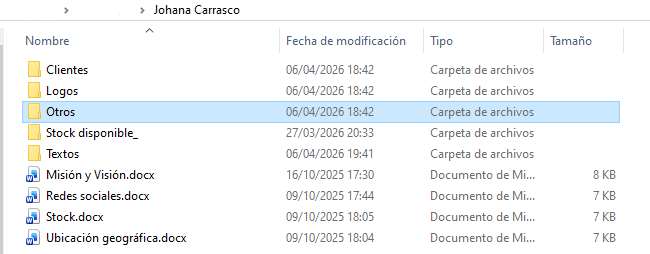 Johana Carrasco
Nombre Fecha de modificación Tipo Tamaño
Clientes 06/04/2026 18:42 Carpeta de archivos
Logos 06/04/2026 18:42 Carpeta de archivos
Otros 06/04/2026 18:42 Carpeta de archivos
Stock disponible_ 27/03/2026 20:33 Carpeta de archivos
Textos 06/04/2026 19:41 Carpeta de archivos
Misión y Visión.docx 16/10/2025 17:30 Documento de Mi... 8 KB
Redes sociales.docx 09/10/2025 17:44 Documento de Mi... 7 KB
Stock.docx 09/10/2025 18:05 Documento de Mi... 7 KB
Ubicación geográfica.docx 09/10/2025 18:04 Documento de Mi... 7 KB